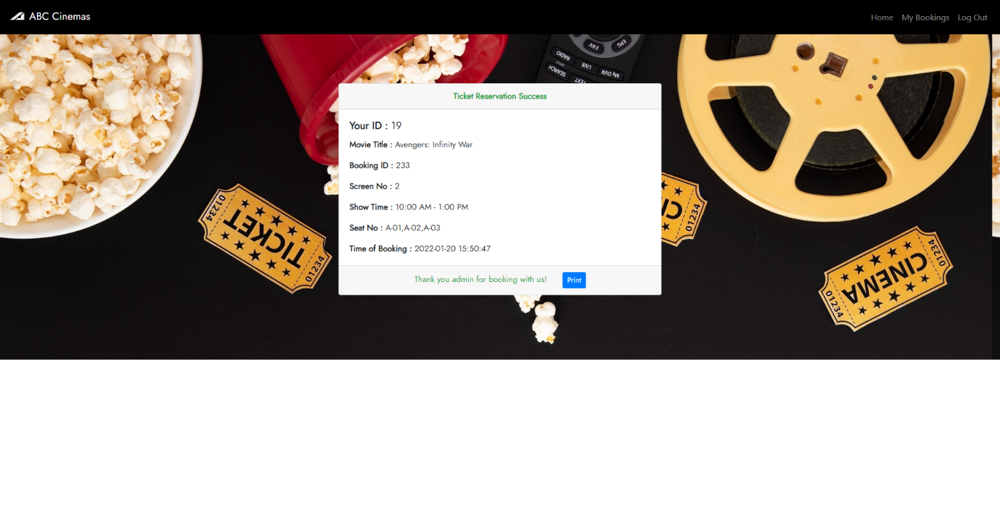 ABC Cinemas
Home My Bookings Log Out
EPG
FAV
RADIO
INPUT
LIVE
MY DVR
SEARCH
TEXT
Ticket Reservation Success
Your ID : 19
Movie Title : Avengers: Infinity War
Booking ID : 233
Screen No : 2
Show Time : 10:00 AM - 1:00 PM
Seat No : A-01,A-02,A-03
Time of Booking : 2022-01-20 15:50:47
Thank you admin for booking with us! Print
01234
TICKET
01234
CI
01234
01234
CINEMA
01234